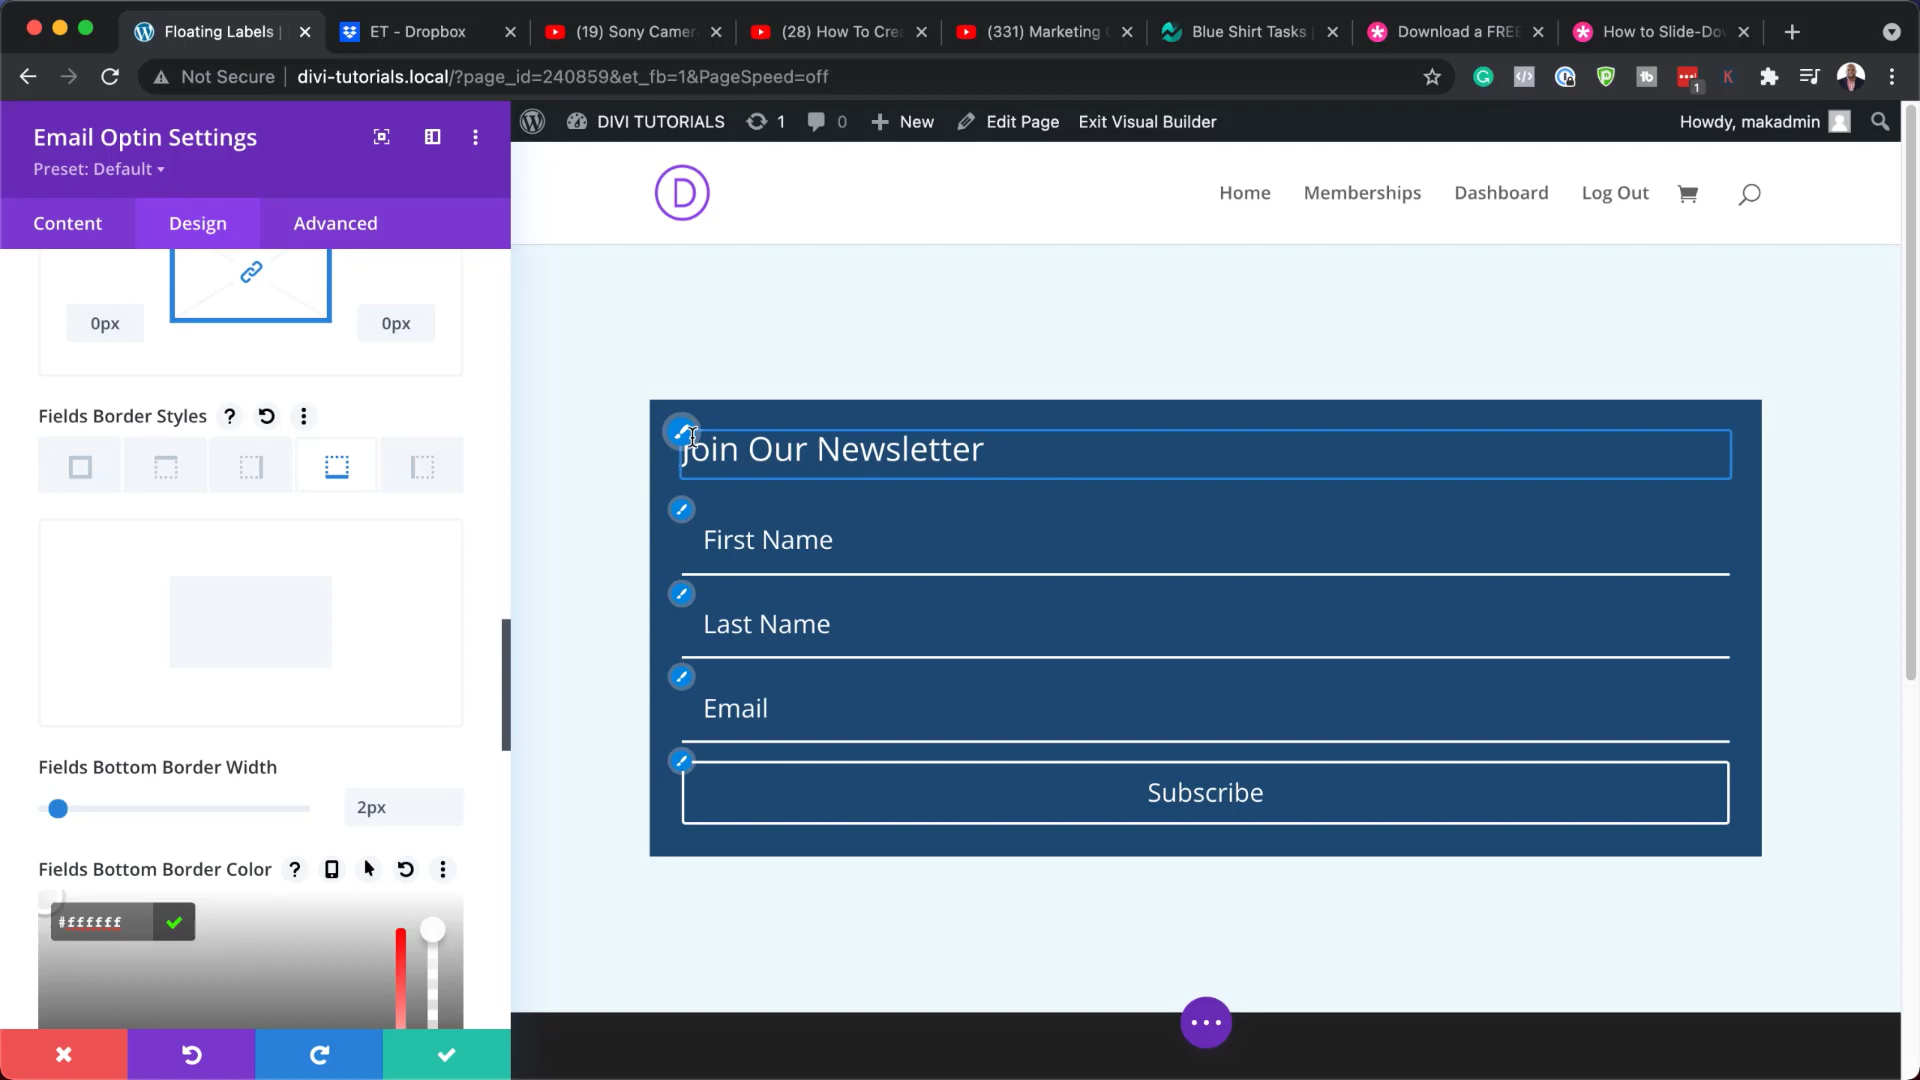 Floating Labels |
ET - Dropbox
(19) Sony Camer
(28) How To Cre
(331) Marketing
Blue Shirt Tasks
Download a FREE
How to Slide-Do
Not Secure
divi-tutorials.local/?page_id=240859&et_fb=1&PageSpeed=off
1
Email Optin Settings
Preset: Default
Content
Design
Advanced
DIVI TUTORIALS
1
0
New
Edit Page
Exit Visual Builder
Howdy, makadmin
D
Home
Memberships
Dashboard
Log Out
0px
0px
Fields Border Styles
?
Fields Bottom Border Width
2px
Fields Bottom Border Color
?
#ffffff
Join Our Newsletter
First Name
Last Name
Email
Subscribe